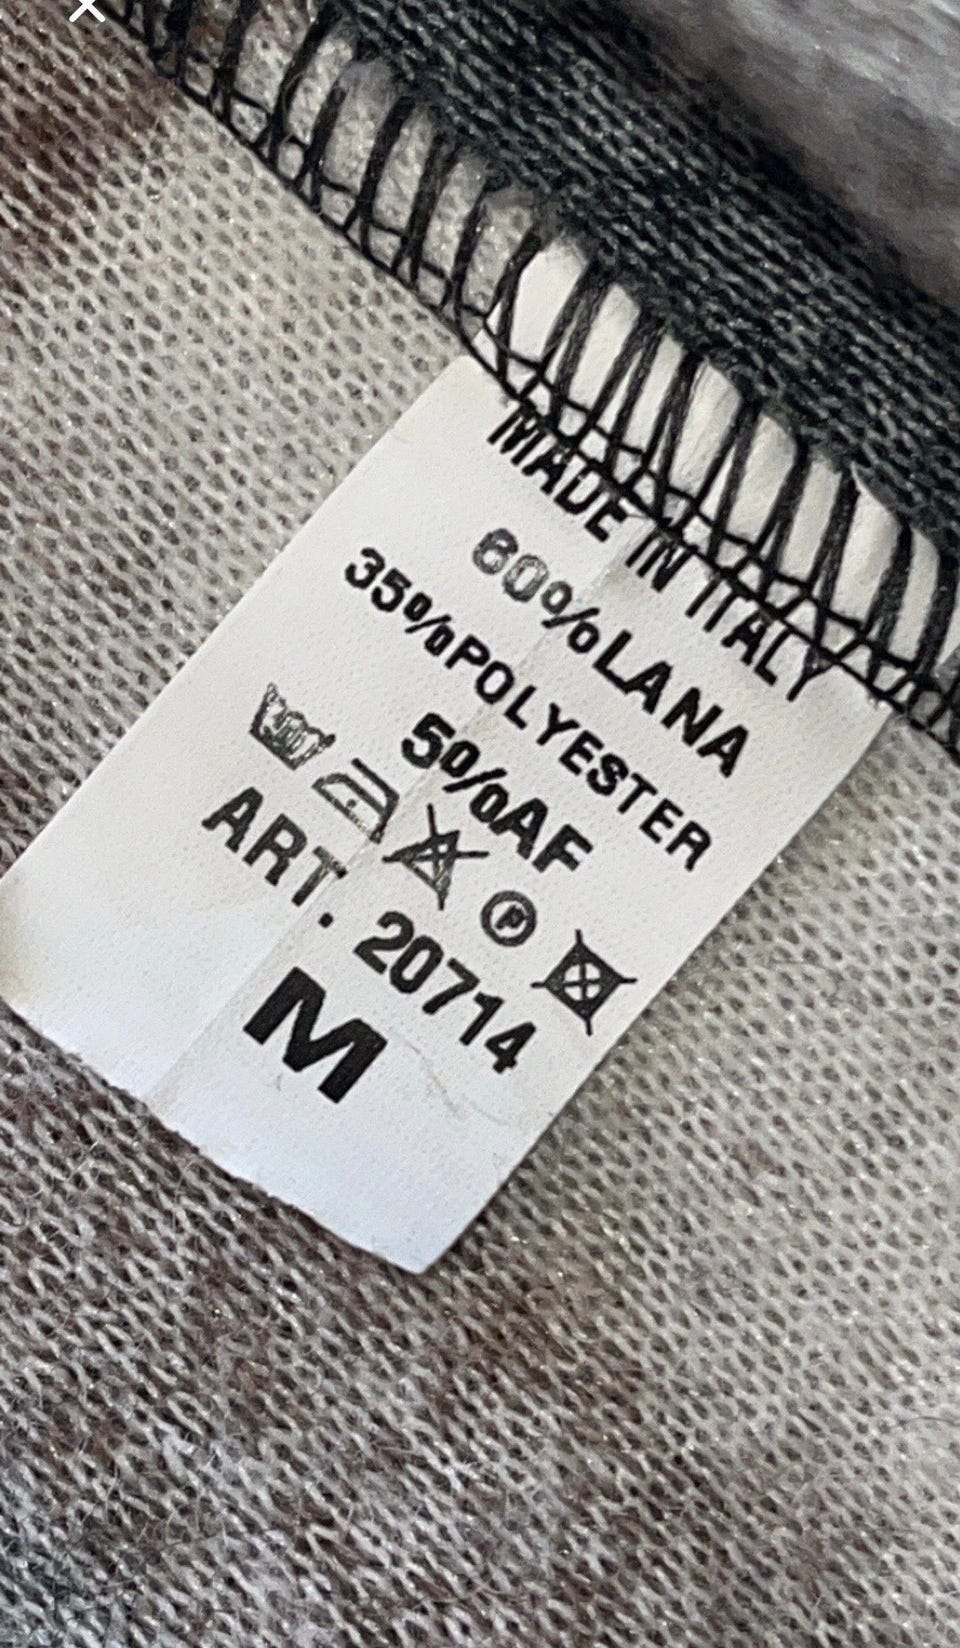 MADE IN ITALY
60%LANA
35%POLYESTER
5%AF
ART. 20714
M